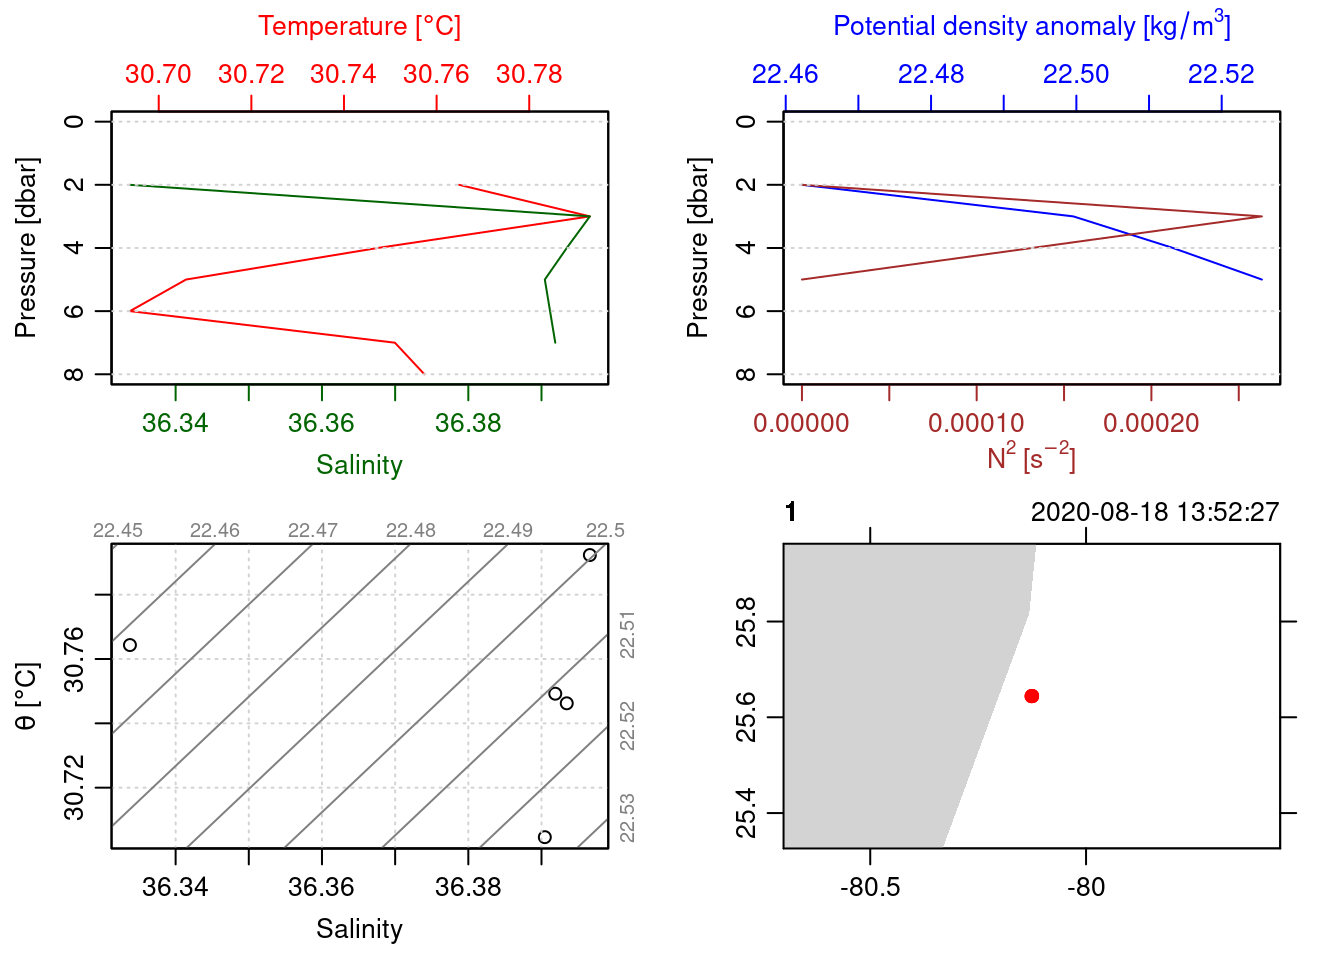 Temperature [°C]
30.70 30.72 30.74 30.76 30.78
0
2
4
6
8
Pressure [dbar]
36.34 36.36 36.38
Salinity
Potential density anomaly [kg/m³]
22.46 22.48 22.50 22.52
0
2
4
6
8
Pressure [dbar]
0.00000 0.00010 0.00020
N² [s⁻²]
22.45 22.46 22.47 22.48 22.49 22.5
22.51
22.52
22.53
30.76
30.72
θ [°C]
36.34 36.36 36.38
Salinity
1 2020-08-18 13:52:27
25.8
25.6
25.4
-80.5 -80